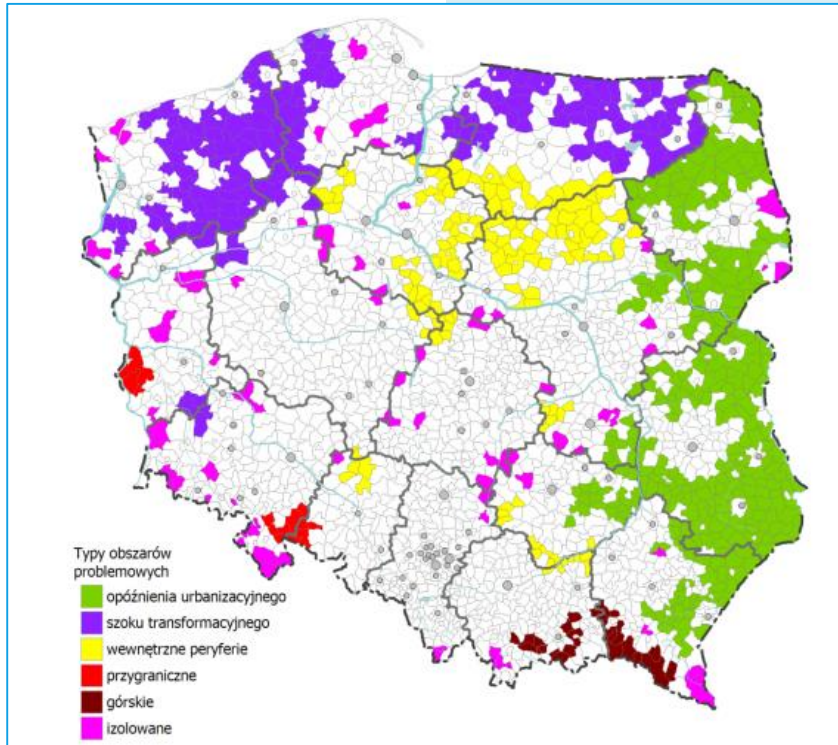 Typy obszarów
problemowych
opóźnienia urbanizacyjnego
szoku transformacyjnego
wewnętrzne peryferie
przygraniczne
górskie
izolowane